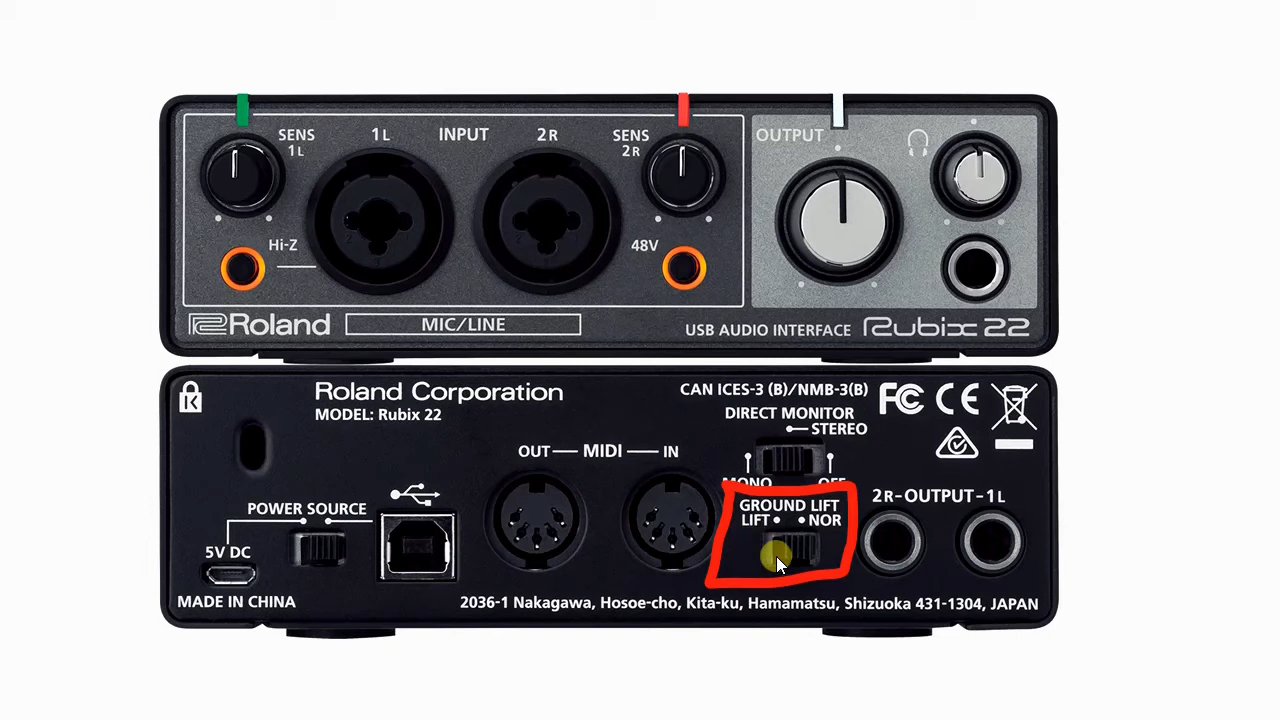 SENS
1L
1L INPUT 2R
SENS
2R
OUTPUT
Hi-Z
48V
Roland
MIC/LINE
USB AUDIO INTERFACE Rubix 22
Roland Corporation
MODEL: Rubix 22
CAN ICES-3 (B)/NMB-3(B)
FC CE
DIRECT MONITOR
STEREO
MONO OFF
OUT MIDI IN
POWER SOURCE
5V DC
GROUND LIFT
LIFT NOR
2R-OUTPUT-1L
MADE IN CHINA
2036-1 Nakagawa, Hosoe-cho, Kita-ku, Hamamatsu, Shizuoka 431-1304, JAPAN